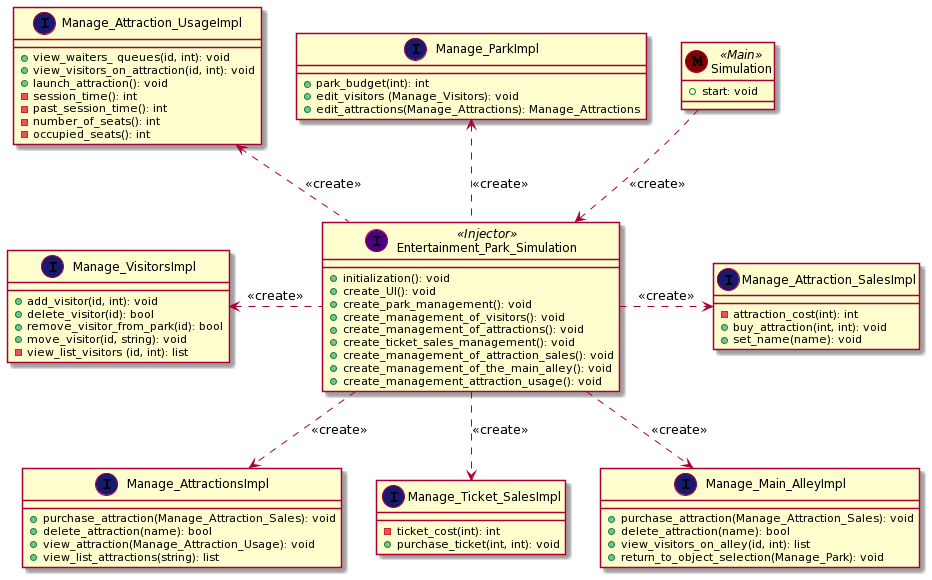 I Manage_Attraction_UsageImpl
view_waiters_ queues(id, int): void
view_visitors_on_attraction(id, int): void
launch_attraction(): void
session_time(): int
past_session_time(): int
number_of_seats(): int
occupied_seats(): int
I Manage_ParkImpl
park_budget(int): int
edit_visitors (Manage_Visitors): void
edit_attractions(Manage_Attractions): Manage_Attractions
M «Main»
Simulation
start: void
«create»
«create»
«create»
I «Injector»
Entertainment_Park_Simulation
initialization(): void
create_UI(): void
create_park_management(): void
create_management_of_visitors(): void
create_management_of_attractions(): void
create_ticket_sales_management(): void
create_management_of_attraction_sales(): void
create_management_of_the_main_alley(): void
create_management_attraction_usage(): void
I Manage_VisitorsImpl
add_visitor(id, int): void
delete_visitor(id): bool
remove_visitor_from_park(id): bool
move_visitor(id, string): void
view_list_visitors (id, int): list
«create»
«create»
I Manage_Attraction_SalesImpl
attraction_cost(int): int
buy_attraction(int, int): void
set_name(name): void
«create»
«create»
«create»
I Manage_AttractionsImpl
purchase_attraction(Manage_Attraction_Sales): void
delete_attraction(name): bool
view_attraction(Manage_Attraction_Usage): void
view_list_attractions(string): list
I Manage_Ticket_SalesImpl
ticket_cost(int): int
purchase_ticket(int, int): void
I Manage_Main_AlleyImpl
purchase_attraction(Manage_Attraction_Sales): void
delete_attraction(name): bool
view_visitors_on_alley(id, int): list
return_to_object_selection(Manage_Park): void